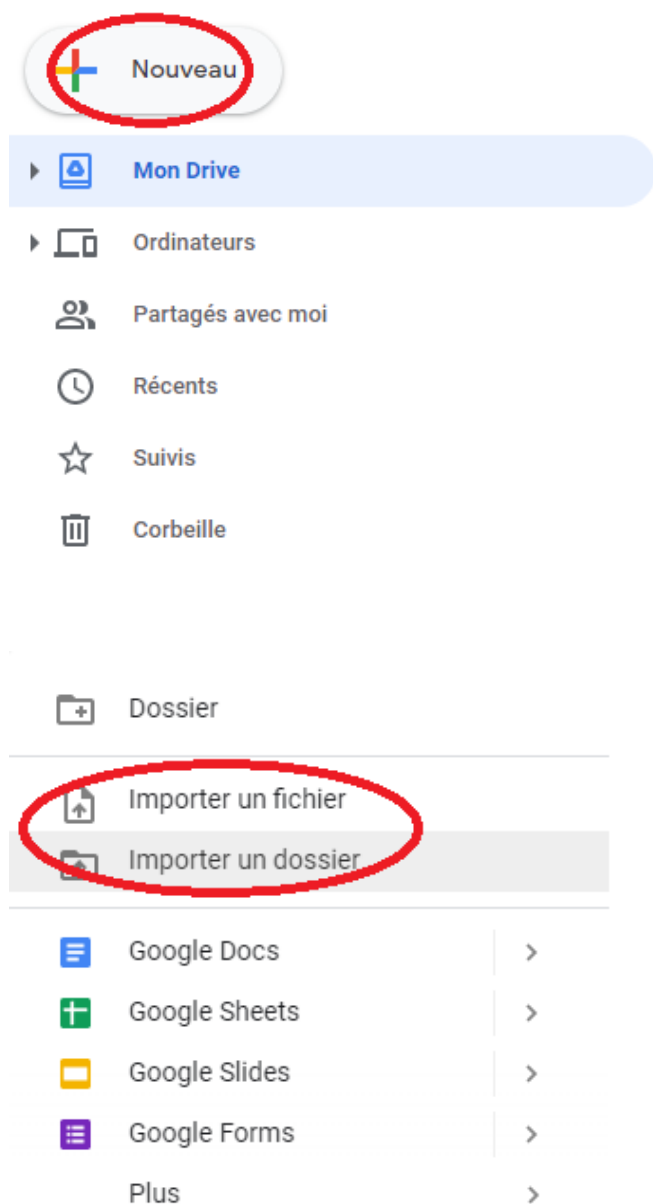 Nouveau
Mon Drive
Ordinateurs
Partagés avec moi
Récents
Suivis
Corbeille
Dossier
Importer un fichier
Importer un dossier
Google Docs
Google Sheets
Google Slides
Google Forms
Plus